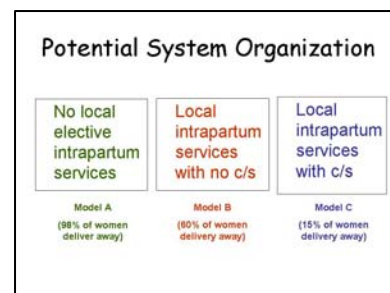 Potential System Organization
No local
elective
intrapartum
services
Local
intrapartum
services
with no c/s
Local
intrapartum
services
with c/s
Model A
(98% of women
deliver away)
Model B
(60% of women
delivery away)
Model C
(15% of women
delivery away)